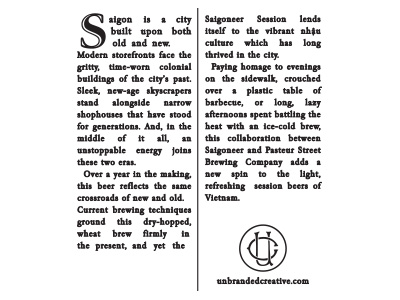 Saigon is a city
built upon both
old and new.
Modern storefronts face the
gritty, time-worn colonial
buildings of the city's past.
Sleek, new-age skyscrapers
stand alongside narrow
shophouses that have stood
for generations. And, in the
middle of it all, an
unstoppable energy joins
these two eras.
Over a year in the making,
this beer reflects the same
crossroads of new and old.
Current brewing techniques
ground this dry-hopped,
wheat brew firmly in
the present, and yet the
Saigoneer Session lends
itself to the vibrant nhậu
culture which has long
thrived in the city.
Paying homage to evenings
on the sidewalk, crouched
over a plastic table of
barbecue, or long, lazy
afternoons spent battling the
heat with an ice-cold brew,
this collaboration between
Saigoneer and Pasteur Street
Brewing Company adds a
new spin to the light,
refreshing session beers of
Vietnam.
unbrandedcreative.com